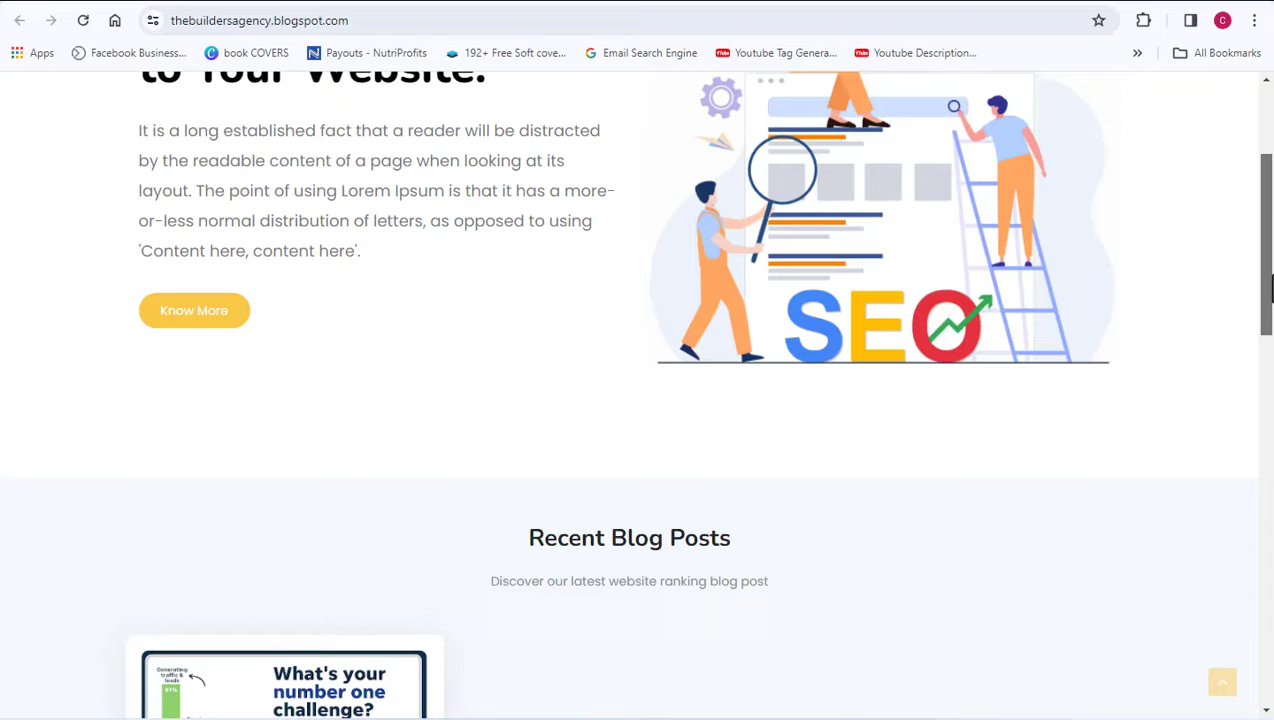 thebuildersagency.blogspot.com
Apps
Facebook Business...
book COVERS
Payouts - NutriProfits
192+ Free Soft cove...
Email Search Engine
Youtube Tag Genera...
Youtube Description...
»
All Bookmarks
to Your Website.
It is a long established fact that a reader will be distracted
by the readable content of a page when looking at its
layout. The point of using Lorem Ipsum is that it has a more-
or-less normal distribution of letters, as opposed to using
'Content here, content here'.
Know More
SEO
Recent Blog Posts
Discover our latest website ranking blog post
Generating
traffic &
leads
61%
What's your
number one
challenge?